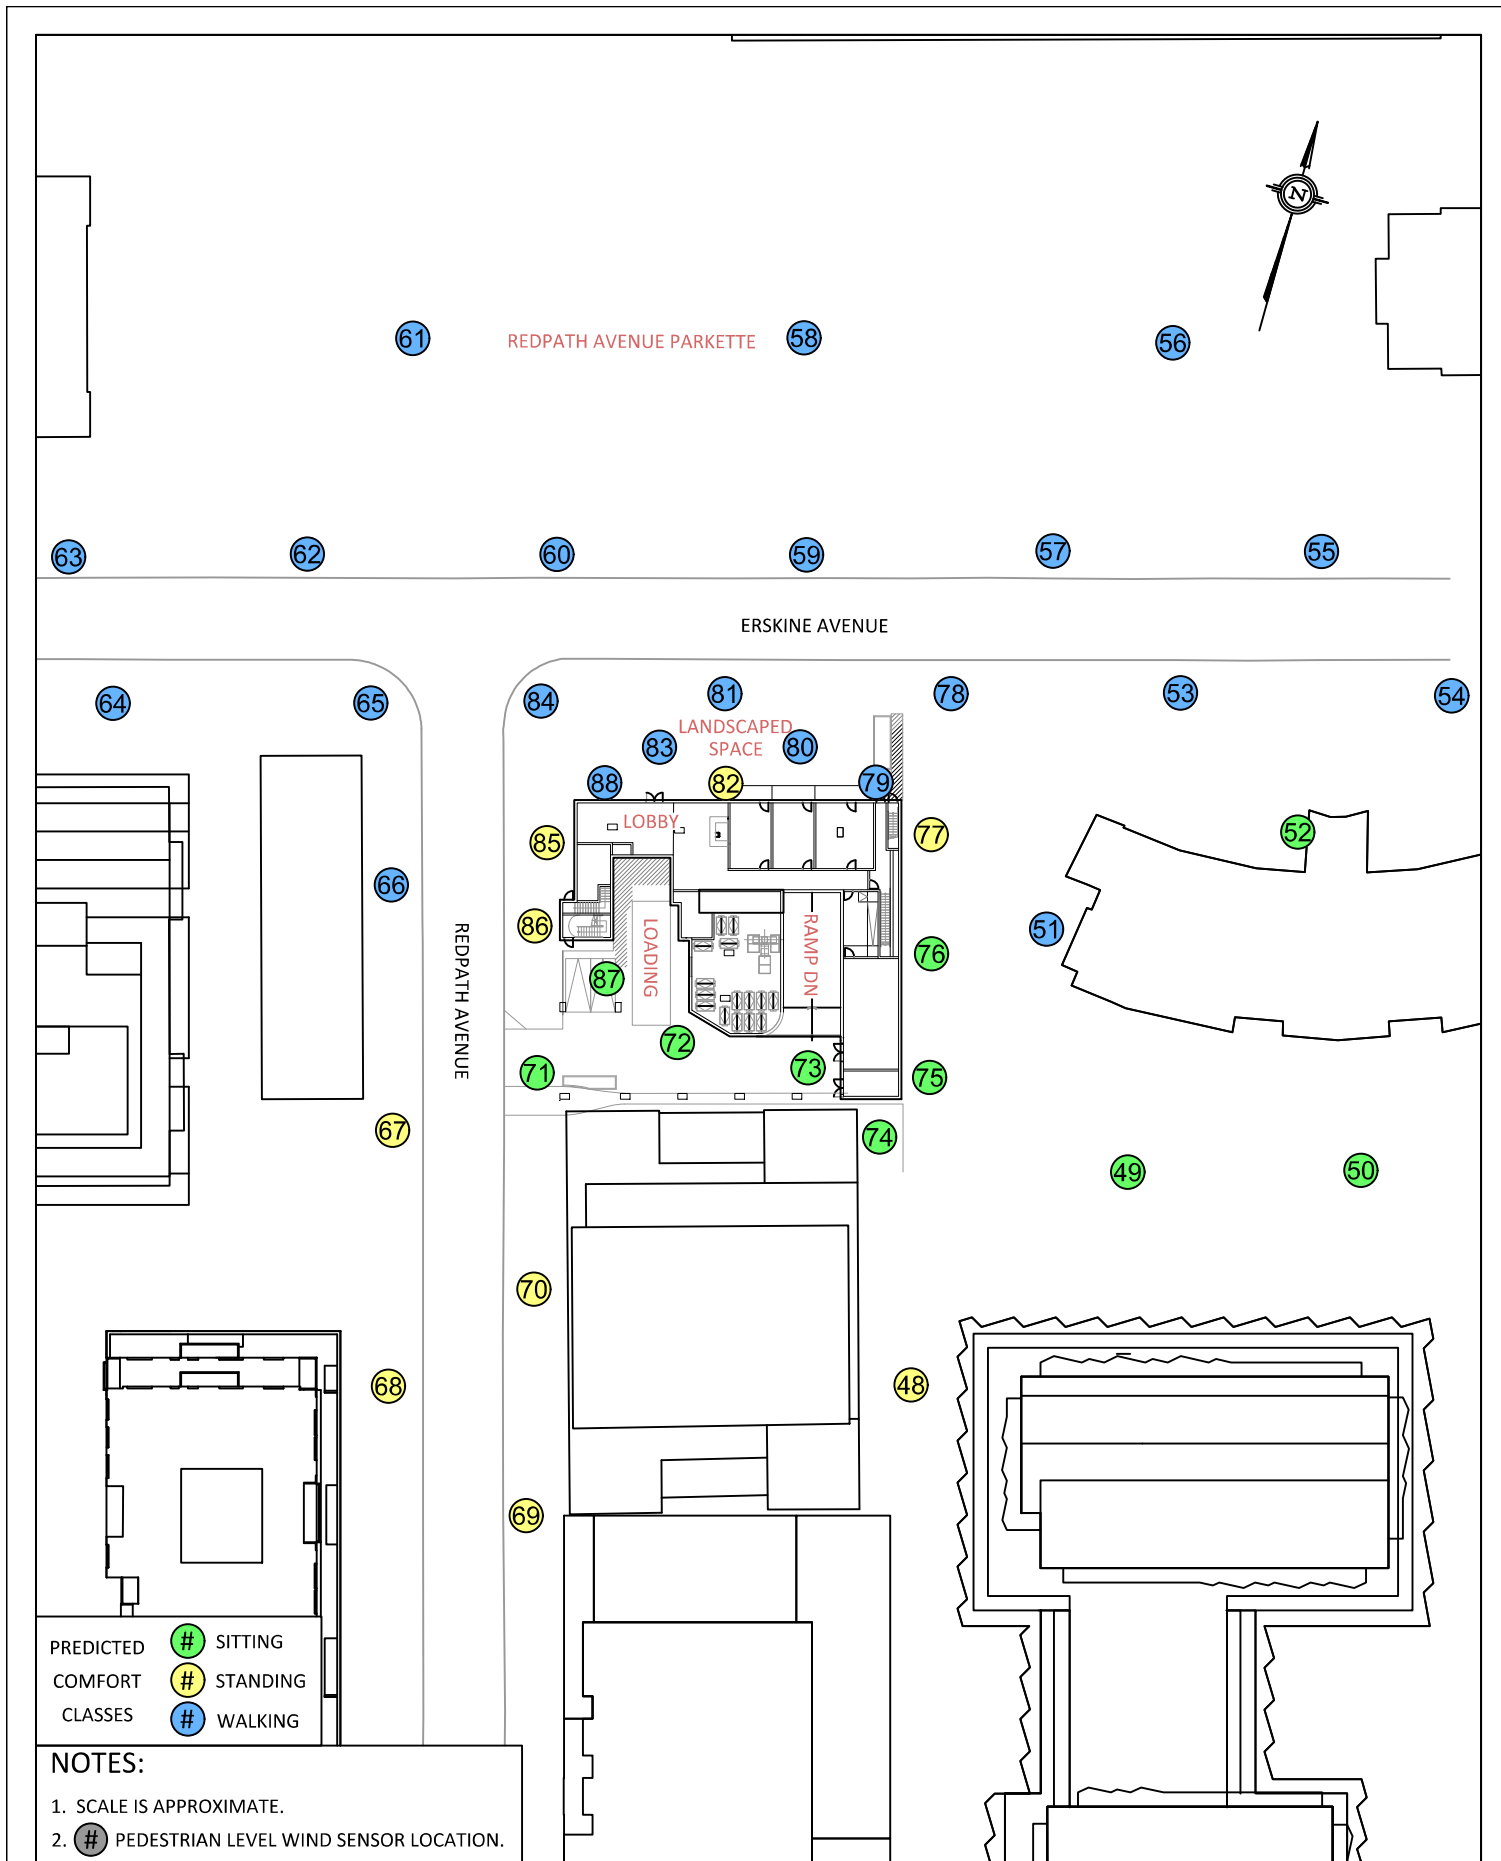 N
61
REDPATH AVENUE PARKETTE
58
56
63
62
60
59
57
55
ERSKINE AVENUE
64
65
84
81
78
53
54
LANDSCAPED
SPACE
83
80
88
82
79
LOBBY
85
77
52
66
86
51
REDPATH AVENUE
LOADING
RAMP DN
87
76
72
71
73
75
74
67
49
50
70
68
48
69
PREDICTED
COMFORT
CLASSES
# SITTING
# STANDING
# WALKING
NOTES:
1. SCALE IS APPROXIMATE.
2. # PEDESTRIAN LEVEL WIND SENSOR LOCATION.